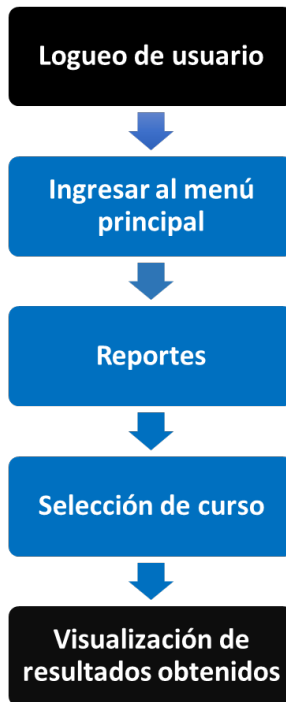 Logueo de usuario
Ingresar al menú
principal
Reportes
Selección de curso
Visualización de
resultados obtenidos